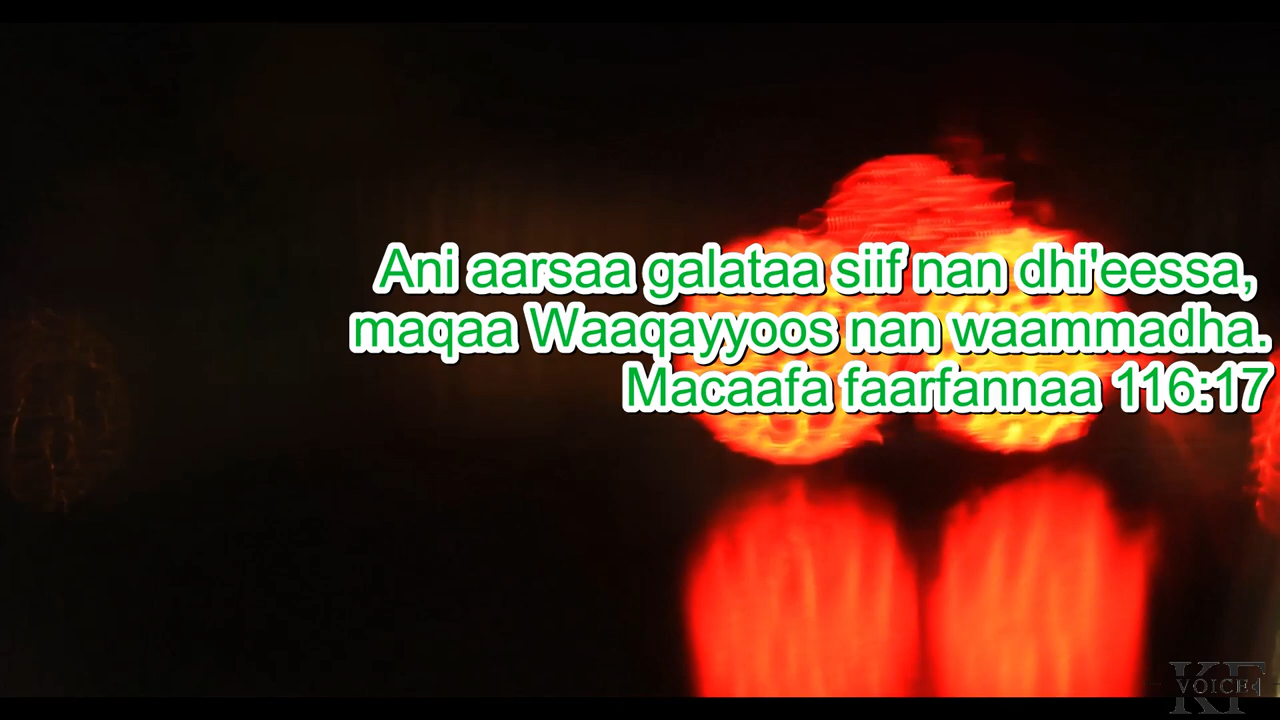 Ani aarsaa galataa siif nan dhi'eessa,
maqaa Waaqayyoos nan waammadha.
Macaafa faarfannaa 116:17
KF
VOICE